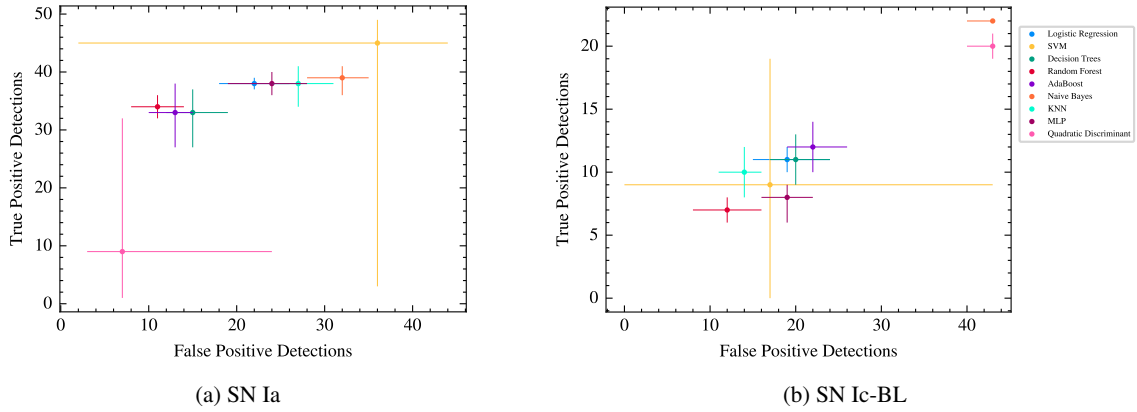 50
40
30
20
10
0
True Positive Detections
0
10
20
30
40
False Positive Detections
(a) SN Ia
20
15
10
5
0
True Positive Detections
0
10
20
30
40
False Positive Detections
(b) SN Ic-BL
Logistic Regression
SVM
Decision Trees
Random Forest
AdaBoost
Naive Bayes
KNN
MLP
Quadratic Discriminant